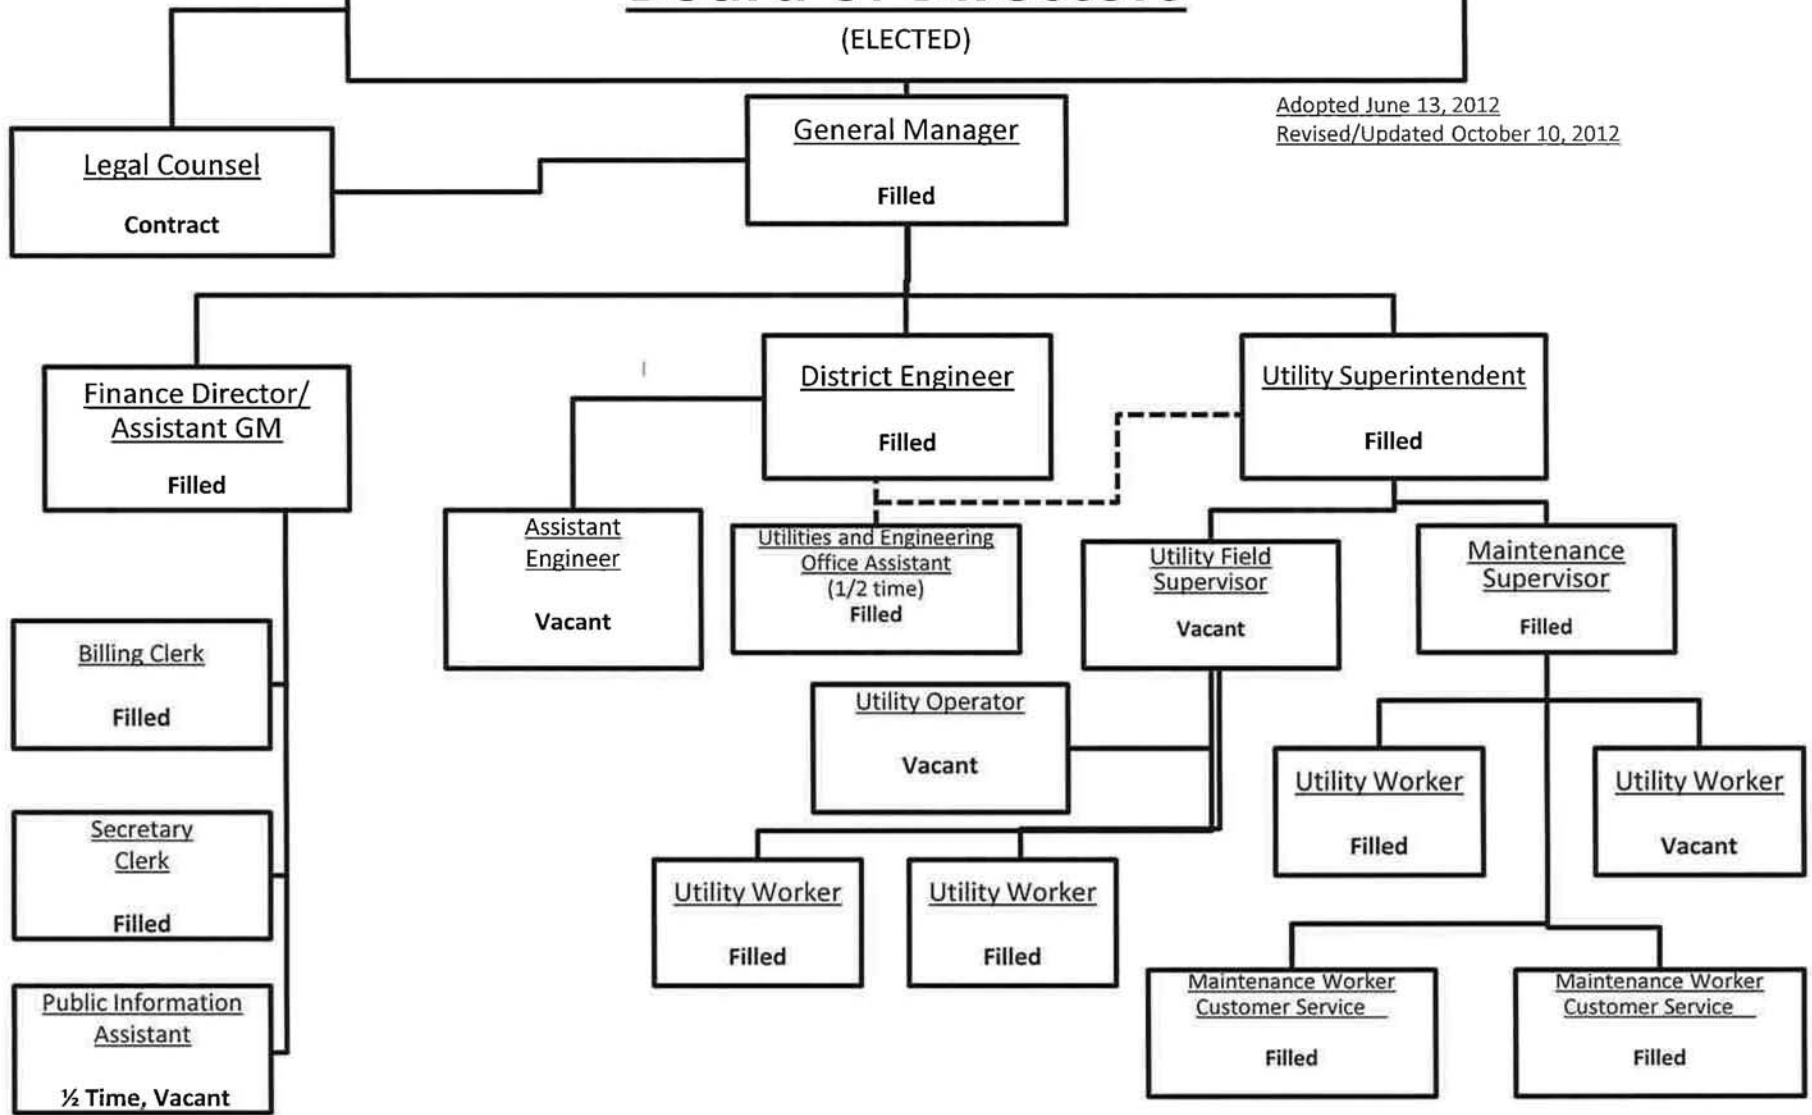 (ELECTED)
Adopted June 13, 2012
Revised/Updated October 10, 2012
General Manager
Filled
Legal Counsel
Contract
Finance Director/
Assistant GM
Filled
District Engineer
Filled
Utility Superintendent
Filled
Assistant
Engineer
Vacant
Utilities and Engineering
Office Assistant
(1/2 time)
Filled
Utility Field
Supervisor
Vacant
Maintenance
Supervisor
Filled
Billing Clerk
Filled
Utility Operator
Vacant
Utility Worker
Filled
Utility Worker
Vacant
Secretary
Clerk
Filled
Utility Worker
Filled
Utility Worker
Filled
Public Information
Assistant
½ Time, Vacant
Maintenance Worker
Customer Service
Filled
Maintenance Worker
Customer Service
Filled